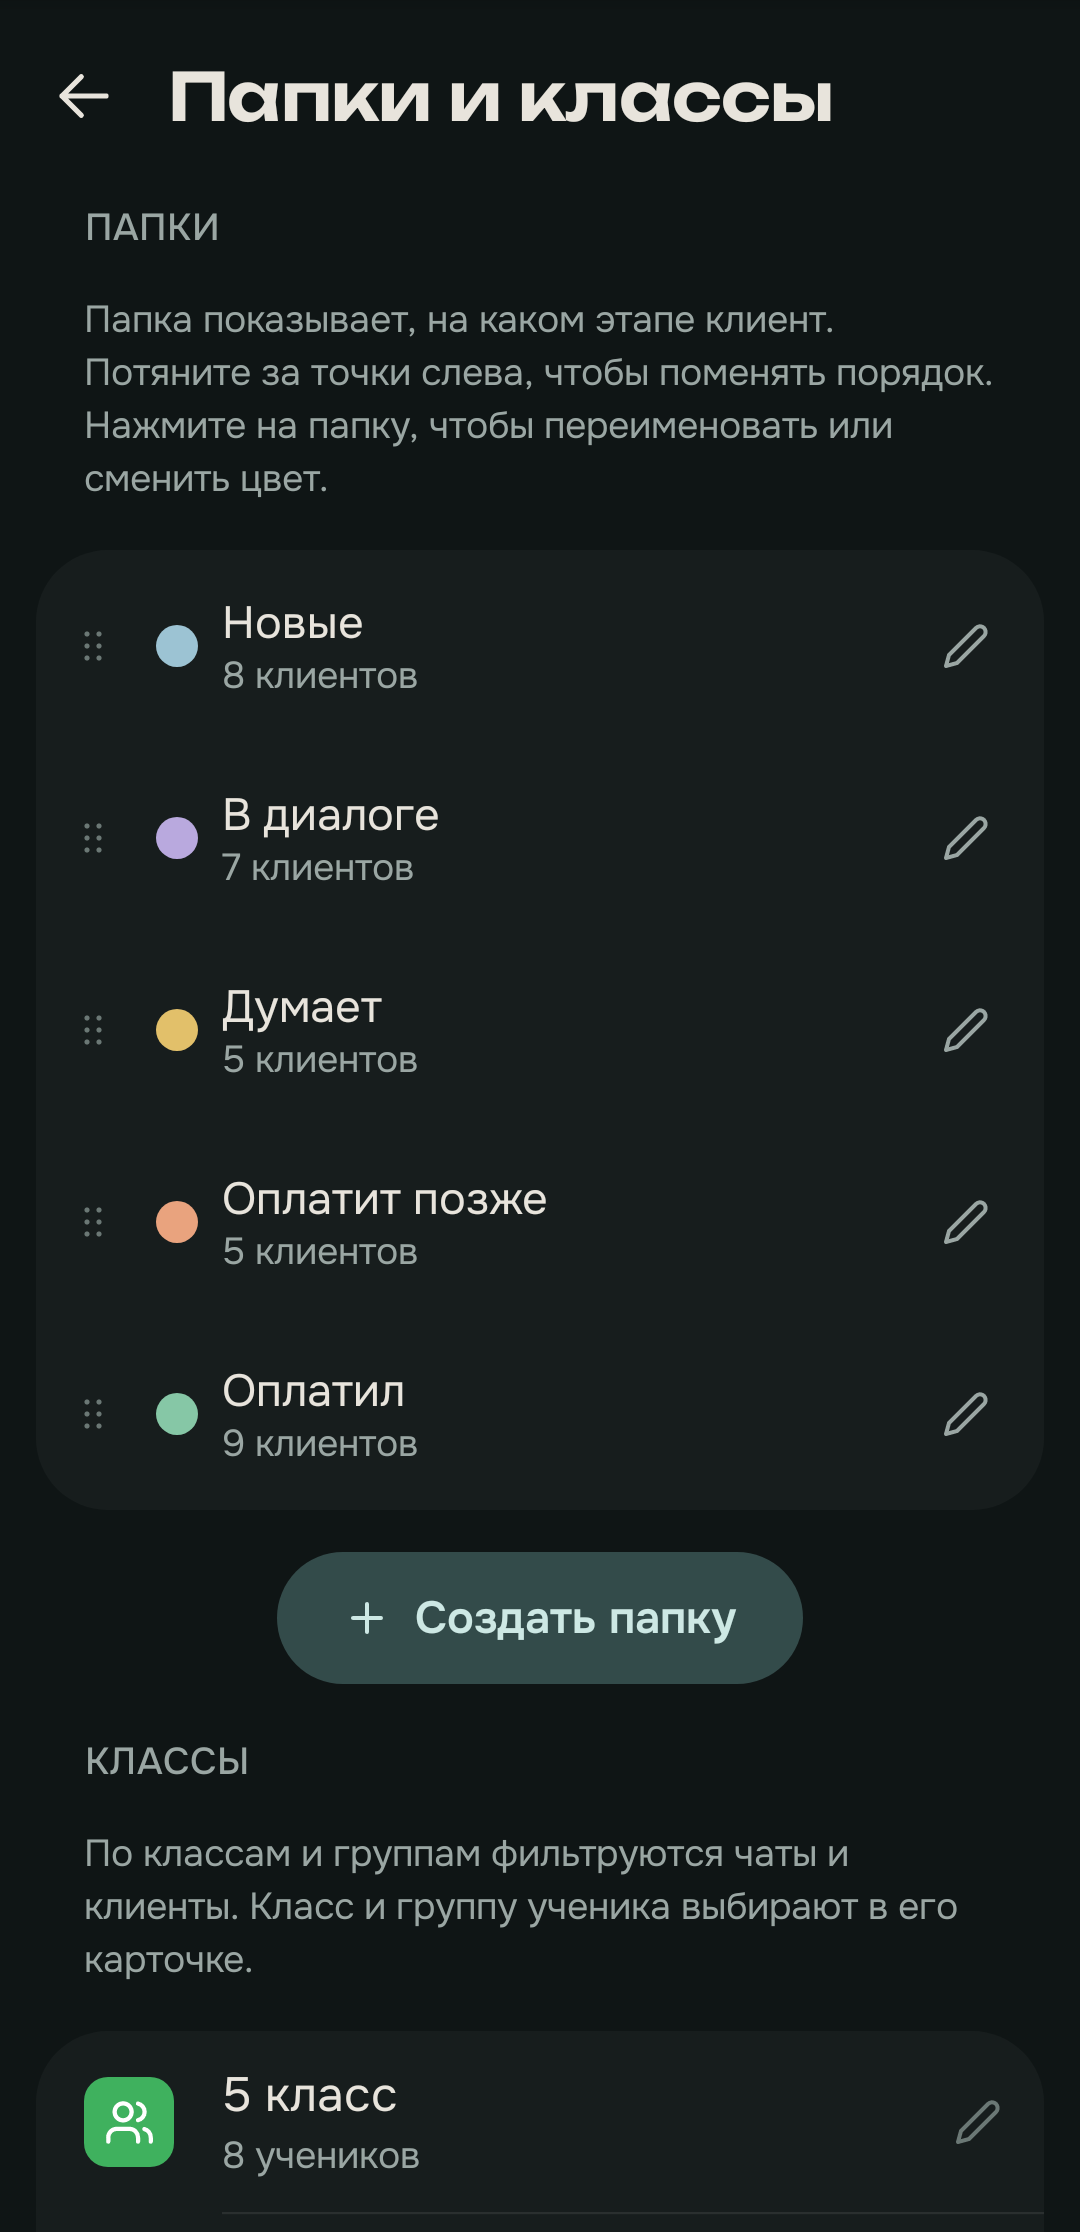 Папки и классы
ПАПКИ
Папка показывает, на каком этапе клиент.
Потяните за точки слева, чтобы поменять порядок.
Нажмите на папку, чтобы переименовать или
сменить цвет.
Новые
8 клиентов
В диалоге
7 клиентов
Думает
5 клиентов
Оплатит позже
5 клиентов
Оплатил
9 клиентов
Создать папку
КЛАССЫ
По классам и группам фильтруются чаты и
клиенты. Класс и группу ученика выбирают в его
карточке.
5 класс
8 учеников